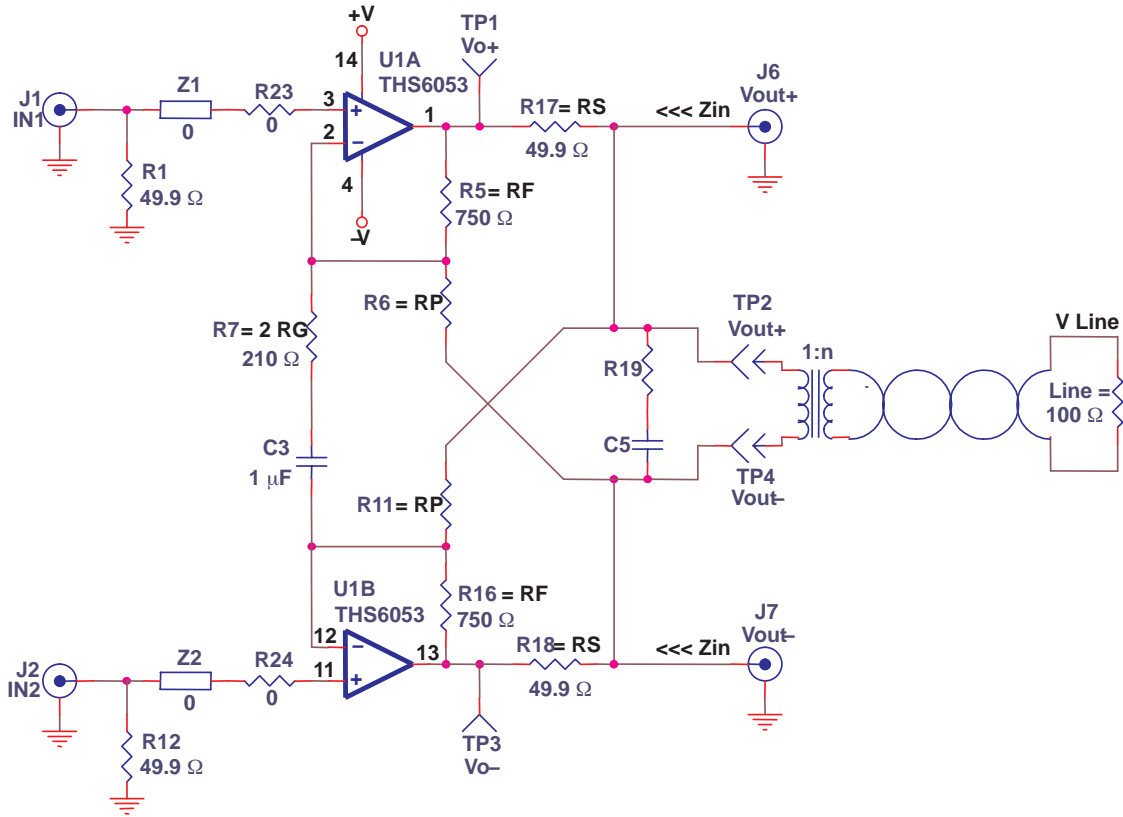 +V
TP1
Vo+
14
U1A
THS6053
J6
Vout+
J1
IN1
Z1
0
R23
0
3
+
2
−
1
R17= RS
49.9 Ω
<<< Zin
R1
49.9 Ω
4
–V
R5= RF
750 Ω
R6 = RP
R7= 2 RG
210 Ω
TP2
Vout+
V Line
1:n
R19
Line =
100 Ω
C3
1 μF
C5
TP4
Vout–
R11= RP
U1B
THS6053
R16 = RF
750 Ω
J7
Vout–
12
−
11
+
13
R18= RS
49.9 Ω
<<< Zin
J2
IN2
Z2
0
R24
0
R12
49.9 Ω
TP3
Vo–